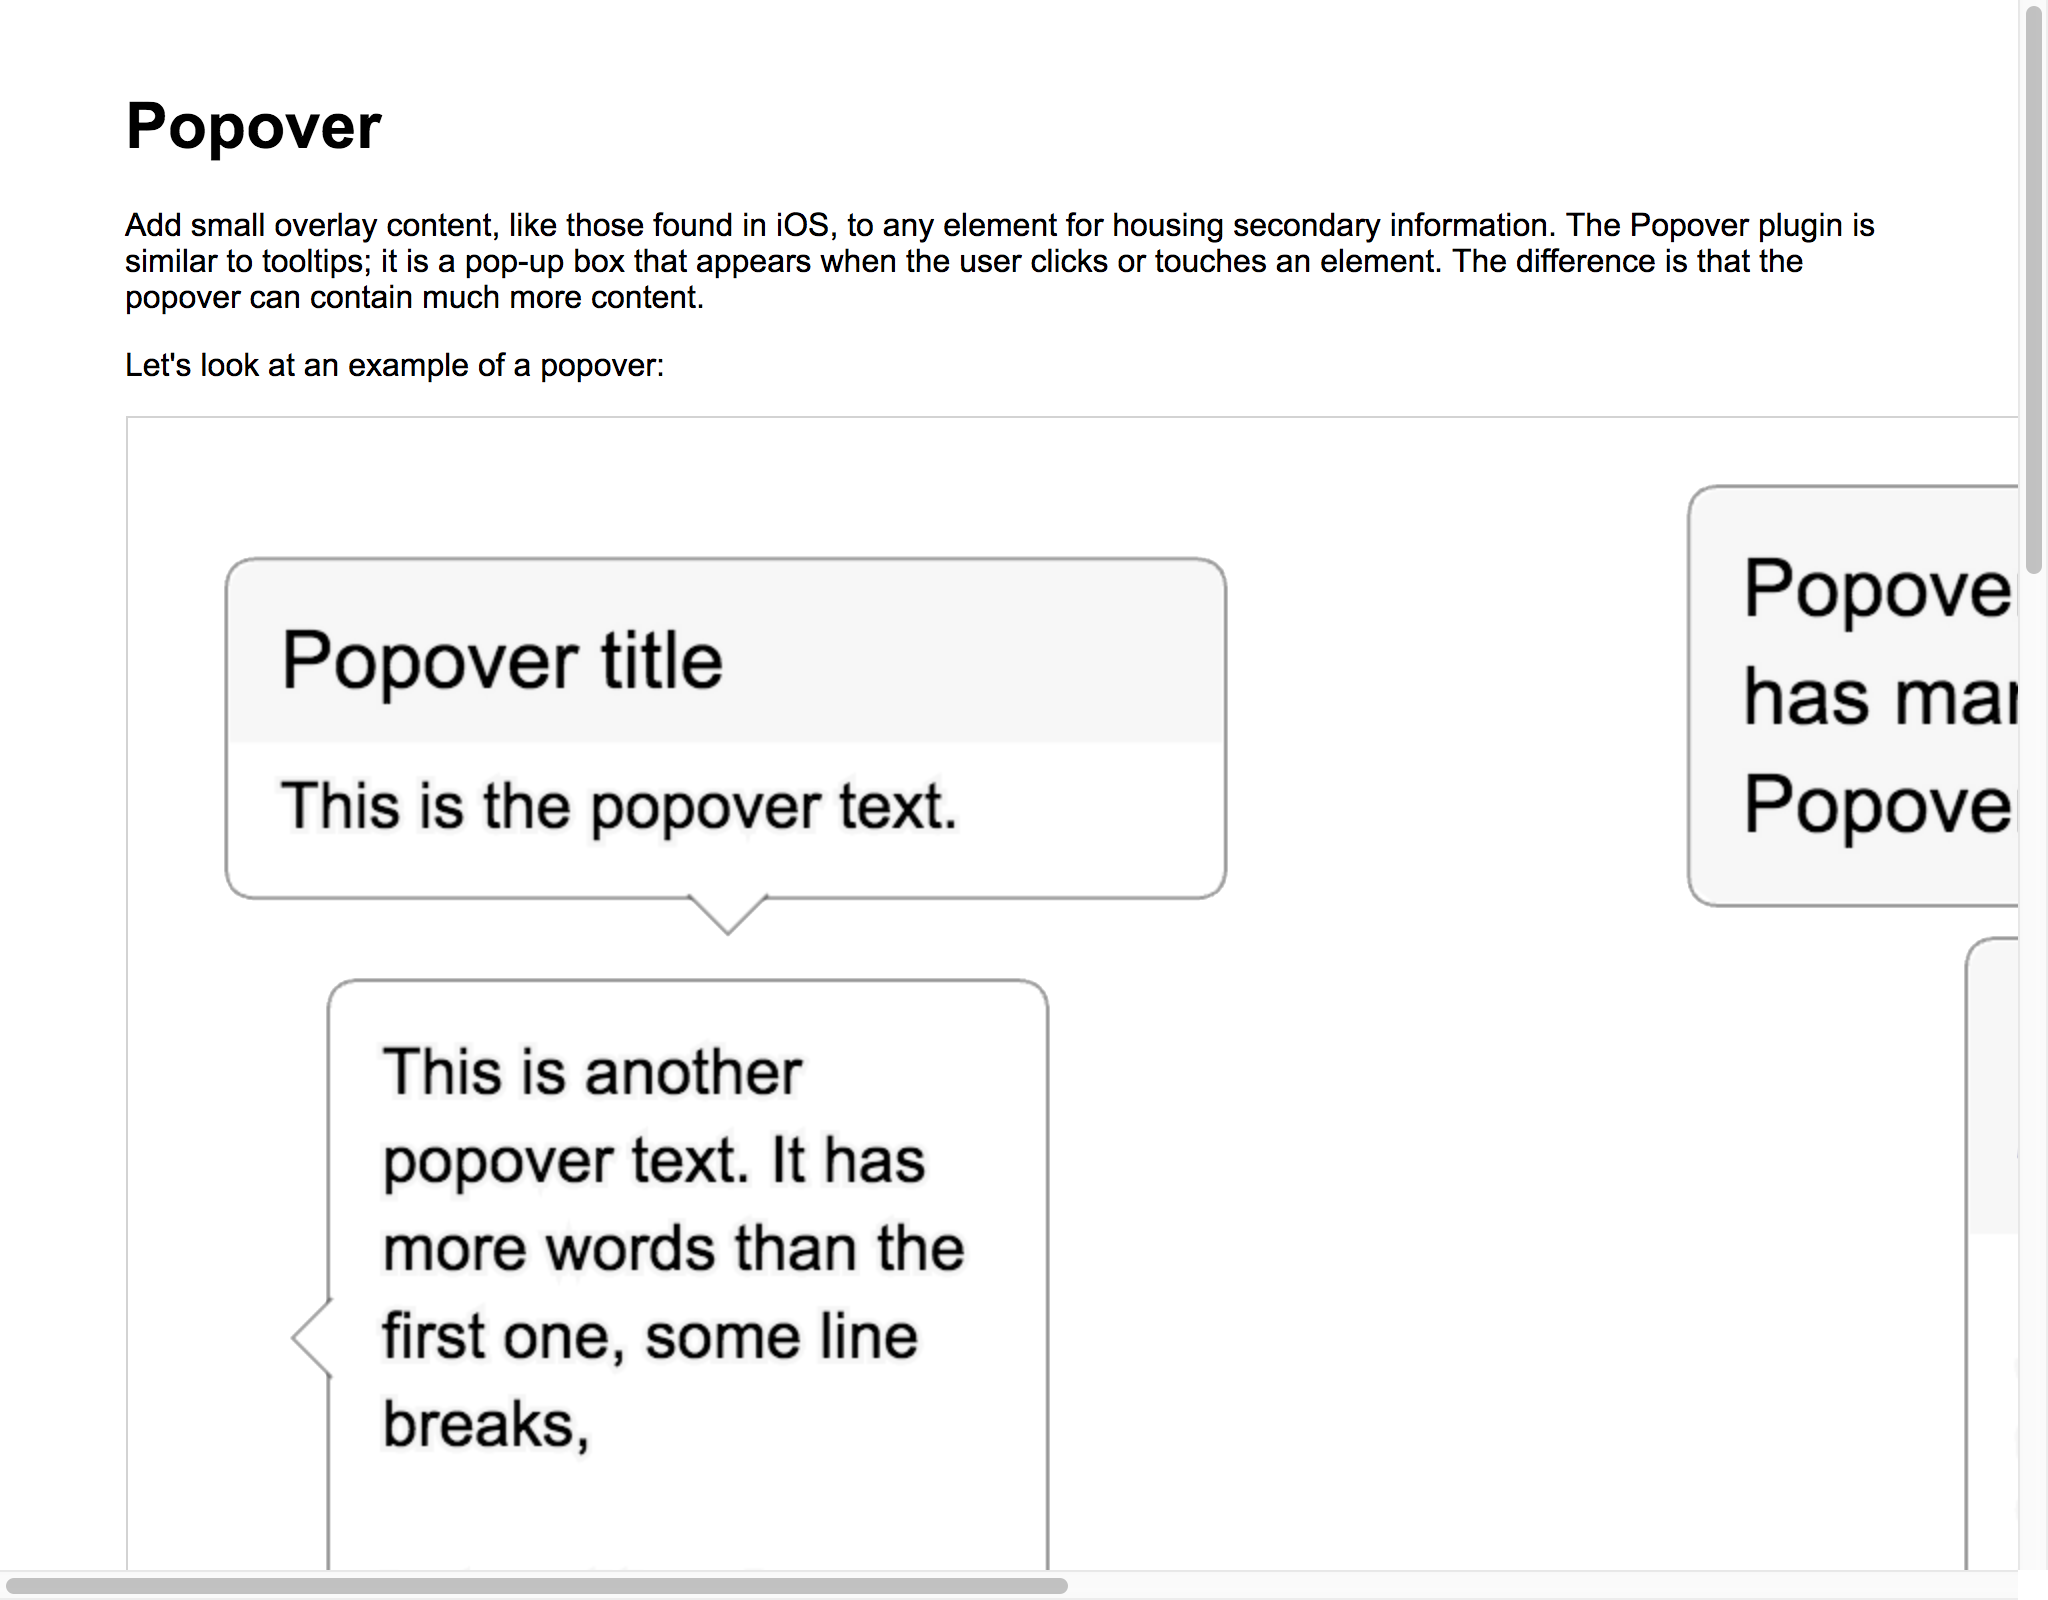 Popover
Add small overlay content, like those found in iOS, to any element for housing secondary information. The Popover plugin is
similar to tooltips; it is a pop-up box that appears when the user clicks or touches an element. The difference is that the
popover can contain much more content.
Let's look at an example of a popover:
Popover title
This is the popover text.
This is another
popover text. It has
more words than the
first one, some line
breaks,
has